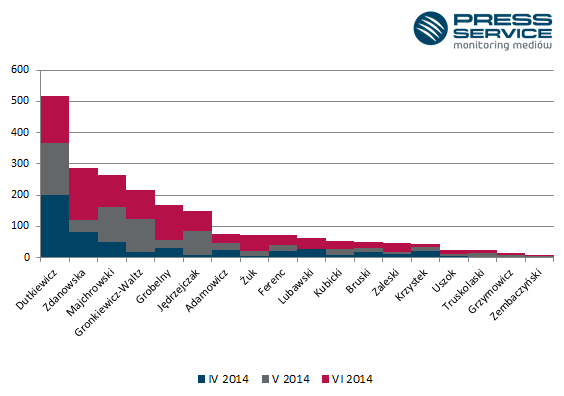 PRESS
SERVICE
monitoring mediów
600
500
400
300
200
100
0
Dutkiewicz
Zdanowska
Majchrowski
Gronkiewicz-Waltz
Grobelny
Jędrzejczak
Adamowicz
Żuk
Ferenc
Lubawski
Kubicki
Bruski
Zaleski
Krzystek
Uszok
Truskolaski
Grzymowicz
Zembaczyński
IV 2014 V 2014 VI 2014